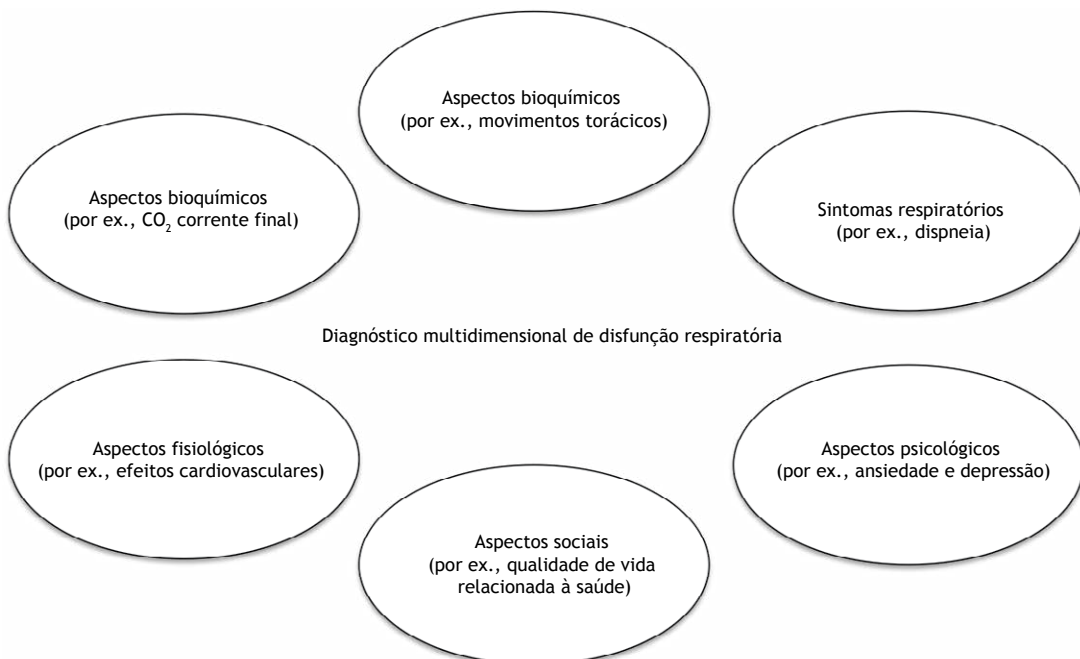 Aspectos bioquímicos
(por ex., movimentos torácicos)
Aspectos bioquímicos
(por ex., CO₂ corrente final)
Sintomas respiratórios
(por ex., dispneia)
Diagnóstico multidimensional de disfunção respiratória
Aspectos fisiológicos
(por ex., efeitos cardiovasculares)
Aspectos psicológicos
(por ex., ansiedade e depressão)
Aspectos sociais
(por ex., qualidade de vida
relacionada à saúde)